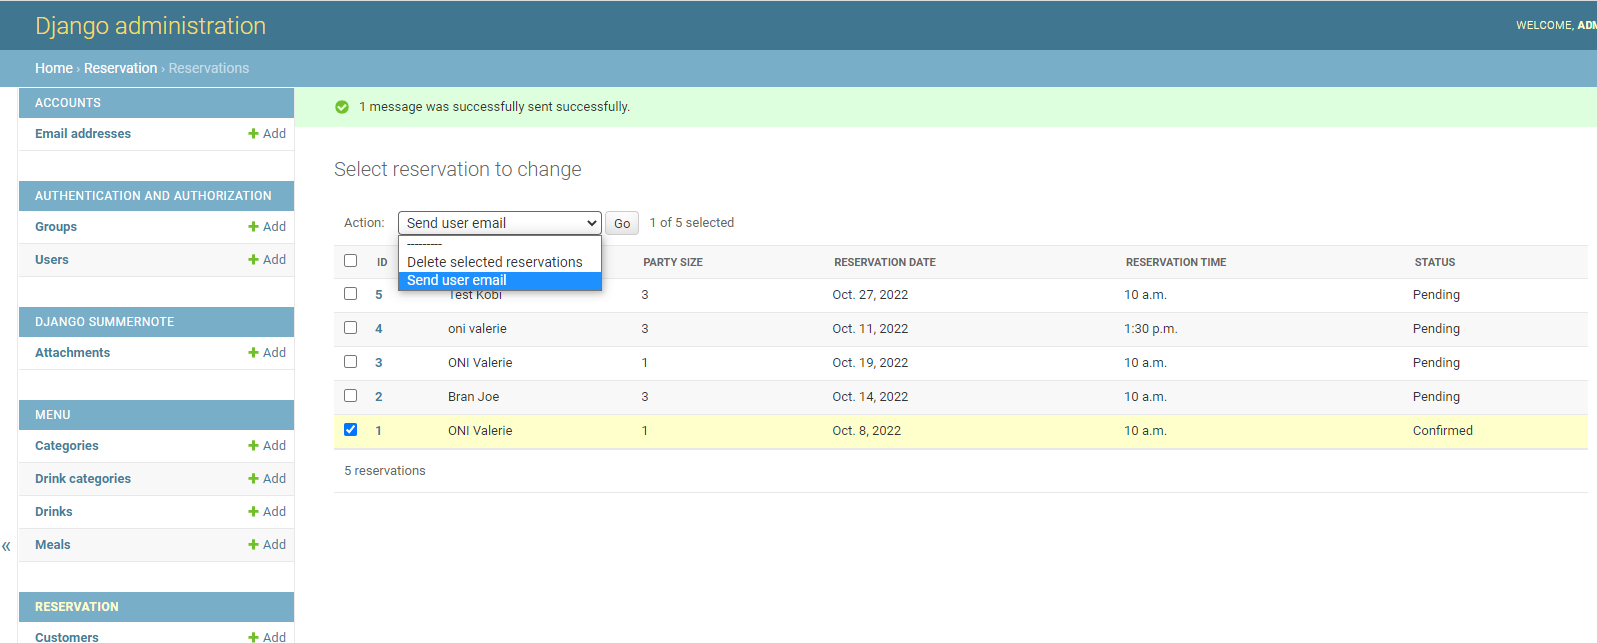 Django administration
WELCOME, ADM
Home › Reservation › Reservations
ACCOUNTS
Email addresses + Add
AUTHENTICATION AND AUTHORIZATION
Groups + Add
Users + Add
DJANGO SUMMERNOTE
Attachments + Add
MENU
Categories + Add
Drink categories + Add
Drinks + Add
Meals + Add
«
RESERVATION
Customers + Add
1 message was successfully sent successfully.
Select reservation to change
Action: Send user email Go 1 of 5 selected
---------
Delete selected reservations
Send user email
ID PARTY SIZE RESERVATION DATE RESERVATION TIME STATUS
5 Test Kobi 3 Oct. 27, 2022 10 a.m. Pending
4 oni valerie 3 Oct. 11, 2022 1:30 p.m. Pending
3 ONI Valerie 1 Oct. 19, 2022 10 a.m. Pending
2 Bran Joe 3 Oct. 14, 2022 10 a.m. Pending
1 ONI Valerie 1 Oct. 8, 2022 10 a.m. Confirmed
5 reservations